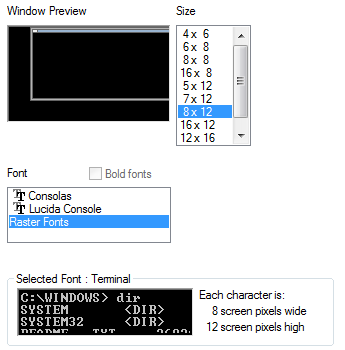 Window Preview
Size
4 x 6
6 x 8
8 x 8
16 x 8
5 x 12
7 x 12
8 x 12
16 x 12
12 x 16
Font
Bold fonts
Consolas
Lucida Console
Raster Fonts
Selected Font : Terminal
C:\WINDOWS> dir
SYSTEM <DIR>
SYSTEM32 <DIR>
README TXT
Each character is:
8 screen pixels wide
12 screen pixels high